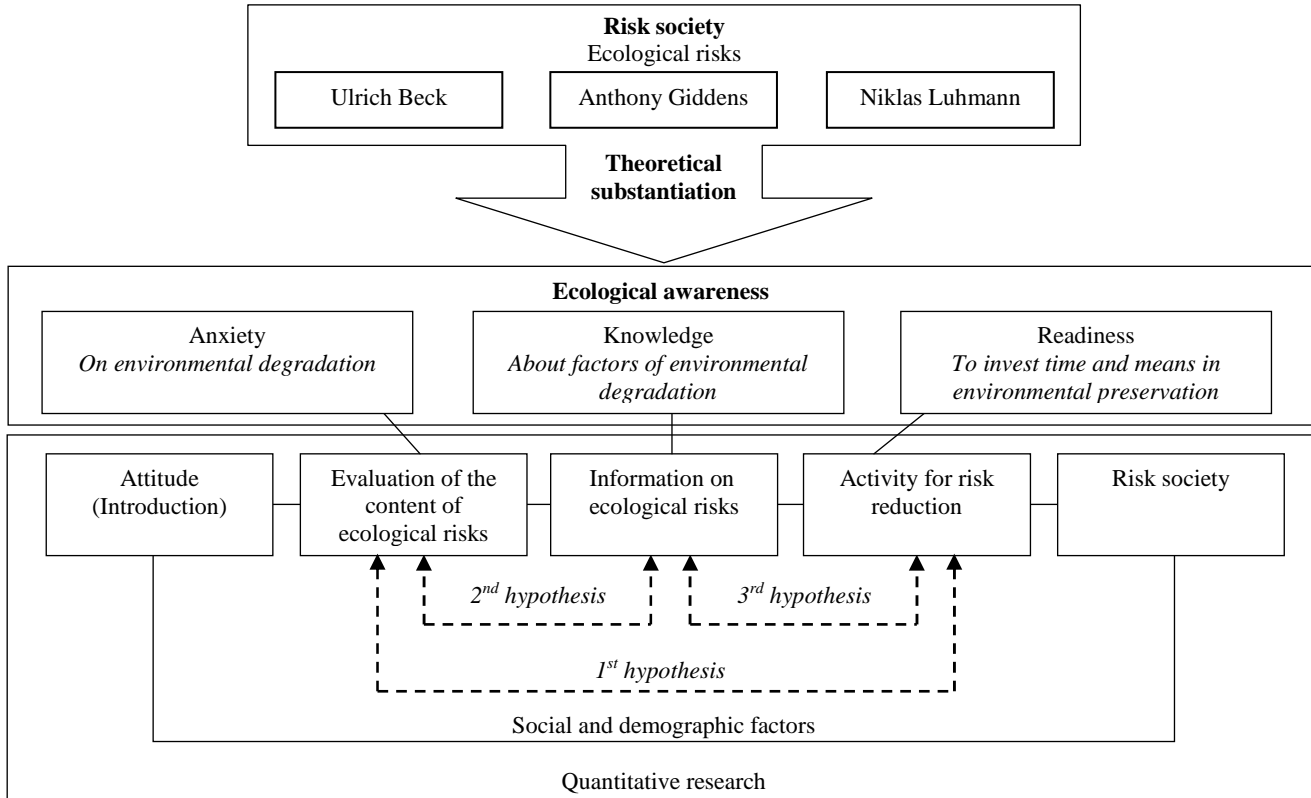 Risk society
Ecological risks
Ulrich Beck
Anthony Giddens
Niklas Luhmann
Theoretical
substantiation
Ecological awareness
Anxiety
On environmental degradation
Knowledge
About factors of environmental
degradation
Readiness
To invest time and means in
environmental preservation
Attitude
(Introduction)
Evaluation of the
content of
ecological risks
Information on
ecological risks
Activity for risk
reduction
Risk society
2nd hypothesis
3rd hypothesis
1st hypothesis
Social and demographic factors
Quantitative research